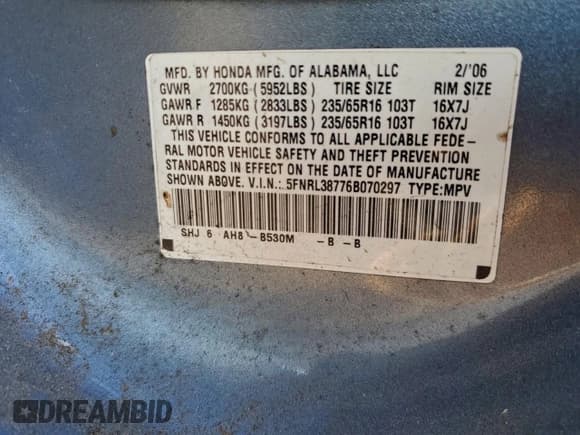 MFD. BY HONDA MFG. OF ALABAMA, LLC 2/'06
GVWR 2700KG(5952LBS) TIRE SIZE RIM SIZE
GAWR F 1285KG(2833LBS) 235/65R16 103T 16X7J
GAWR R 1450KG(3197LBS) 235/65R16 103T 16X7J
THIS VEHICLE CONFORMS TO ALL APPLICABLE FEDE-
RAL MOTOR VEHICLE SAFETY AND THEFT PREVENTION
STANDARDS IN EFFECT ON THE DATE OF MANUFACTURE
SHOWN ABOVE. V.I.N.: 5FNRL38776B070297 TYPE:MPV
SHJ 6 AH8 -B530M -B -B
DREAMBID